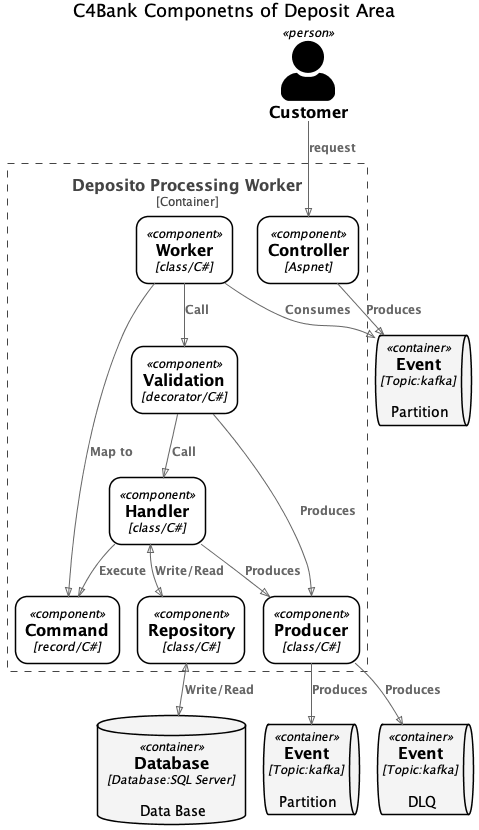 C4Bank Componetns of Deposit Area
«person»
Customer
request
Deposito Processing Worker
[Container]
«component»
Worker
[class/C#]
«component»
Controller
[Aspnet]
Call
Consumes
Produces
«component»
Validation
[decorator/C#]
«container»
Event
[Topic:kafka]
Partition
Map to
Call
Produces
«component»
Handler
[class/C#]
Execute
Write/Read
Produces
«component»
Command
[record/C#]
«component»
Repository
[class/C#]
«component»
Producer
[class/C#]
Write/Read
Produces
Produces
«container»
Database
[Database:SQL Server]
Data Base
«container»
Event
[Topic:kafka]
Partition
«container»
Event
[Topic:kafka]
DLQ